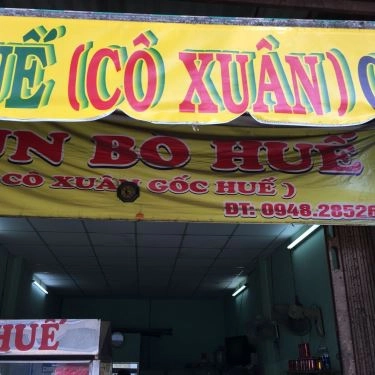 UẾ (CÔ XUÂN)
UN BO HUẾ
CÔ XUÂN GỐC HUẾ )
ĐT: 0948.28526
HUẾ